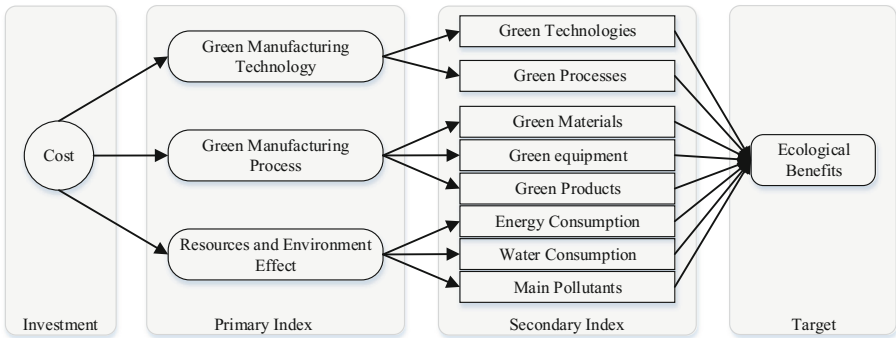 Cost
Investment
Green Manufacturing
Technology
Green Manufacturing
Process
Resources and Environment
Effect
Primary Index
Green Technologies
Green Processes
Green Materials
Green equipment
Green Products
Energy Consumption
Water Consumption
Main Pollutants
Secondary Index
Ecological
Benefits
Target